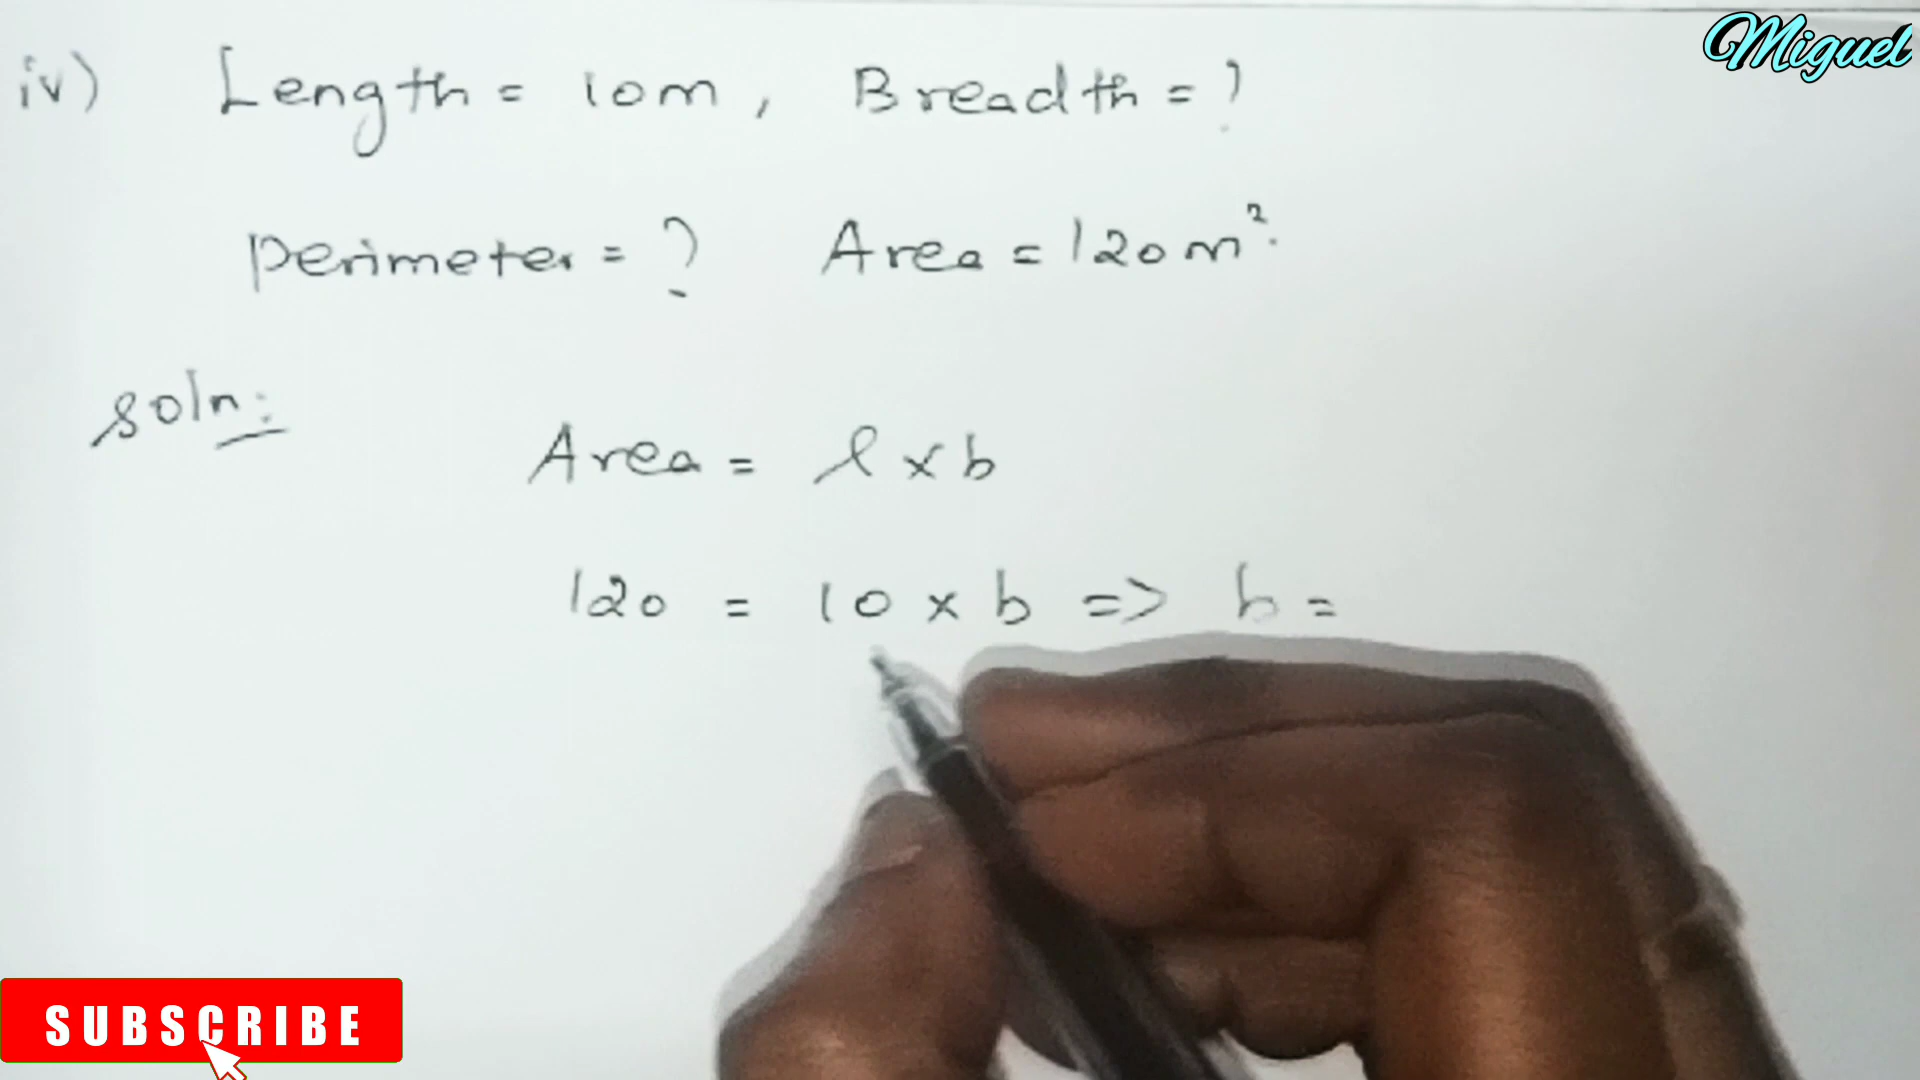 Miguel
iv) Length = 10m, Breadth = ?
Perimeter = ? Area = 120m².
Soln:
Area = l × b
120 = 10 × b => b =
SUBSCRIBE